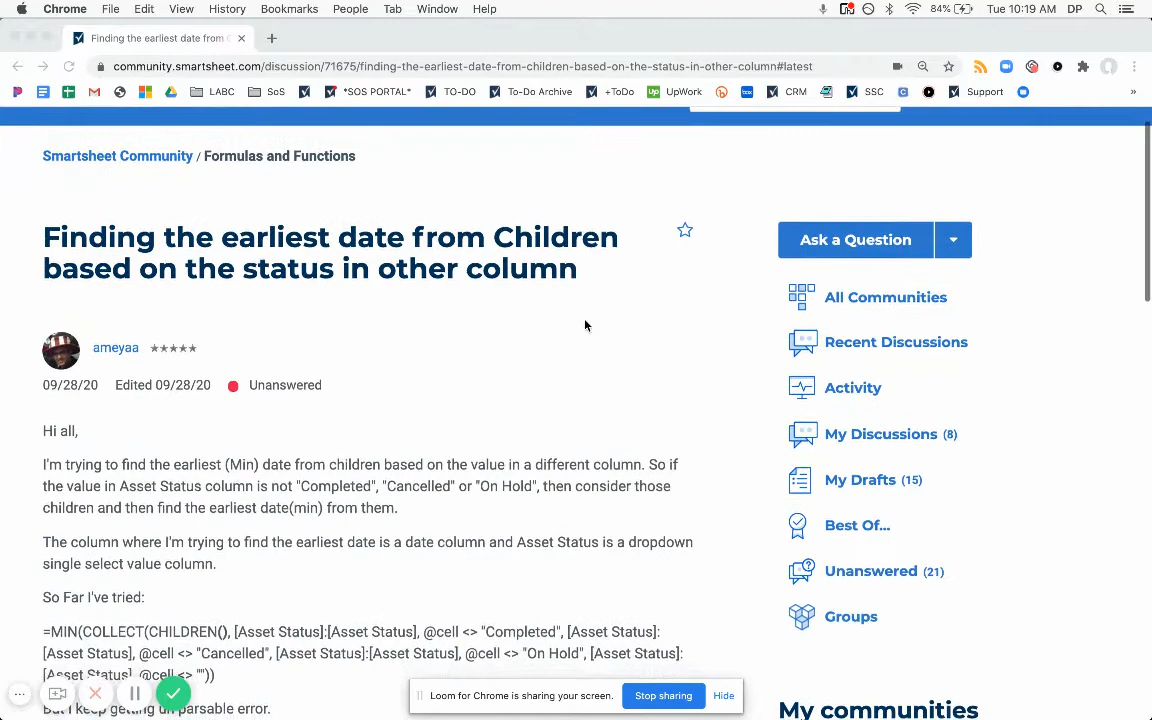 Chrome File Edit View History Bookmarks People Tab Window Help 84% Tue 10:19 AM DP
Finding the earliest date from C
community.smartsheet.com/discussion/71675/finding-the-earliest-date-from-children-based-on-the-status-in-other-column#latest
LABC SoS *SOS PORTAL* TO-DO To-Do Archive +ToDo UpWork CRM SSC Support »
Smartsheet Community / Formulas and Functions
Finding the earliest date from Children
based on the status in other column
Ask a Question
All Communities
Recent Discussions
ameyaa
09/28/20 Edited 09/28/20 Unanswered
Activity
Hi all,
My Discussions (8)
I'm trying to find the earliest (Min) date from children based on the value in a different column. So if
the value in Asset Status column is not "Completed", "Cancelled" or "On Hold", then consider those
children and then find the earliest date(min) from them.
My Drafts (15)
Best Of...
The column where I'm trying to find the earliest date is a date column and Asset Status is a dropdown
single select value column.
Unanswered (21)
So Far I've tried:
Groups
=MIN(COLLECT(CHILDREN(), [Asset Status]:[Asset Status], @cell <> "Completed", [Asset Status]:
[Asset Status], @cell <> "Cancelled", [Asset Status]:[Asset Status], @cell <> "On Hold", [Asset Status]:
[Asset Status], @cell <> ""))
But I keep getting un parsable error.
Loom for Chrome is sharing your screen. Stop sharing Hide
My communities